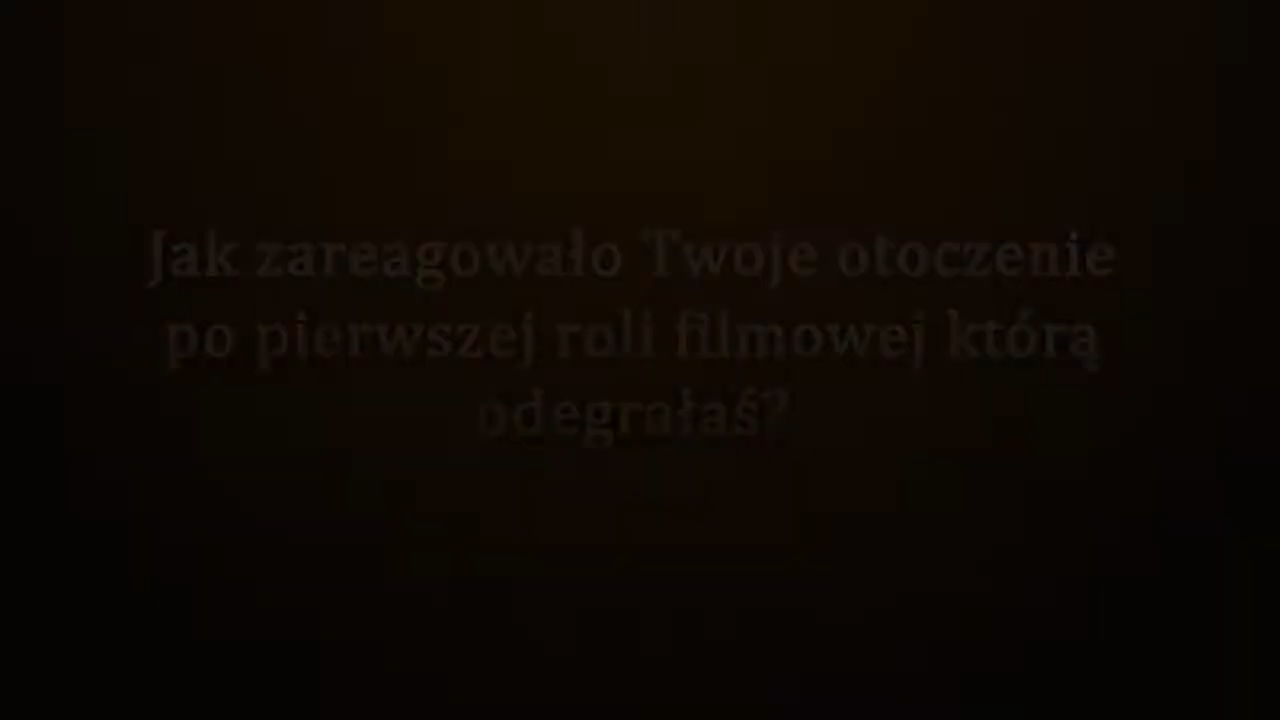 Jak zareagowało Twoje otoczenie
po pierwszej roli filmowej którą
odegrałaś?